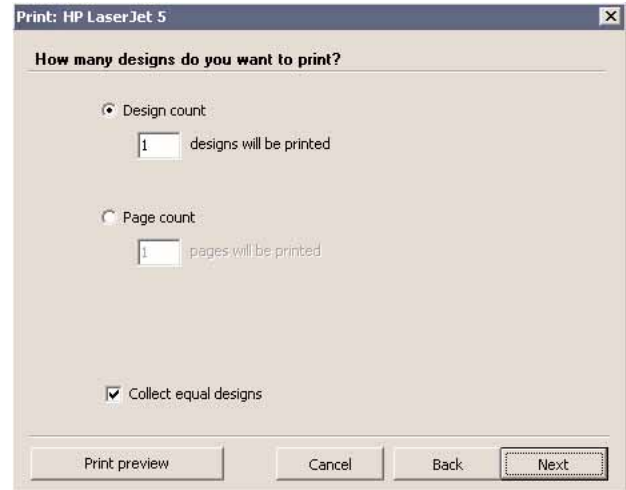 Print: HP LaserJet 5
How many designs do you want to print?
Design count
1 designs will be printed
Page count
1 pages will be printed
Collect equal designs
Print preview Cancel Back Next